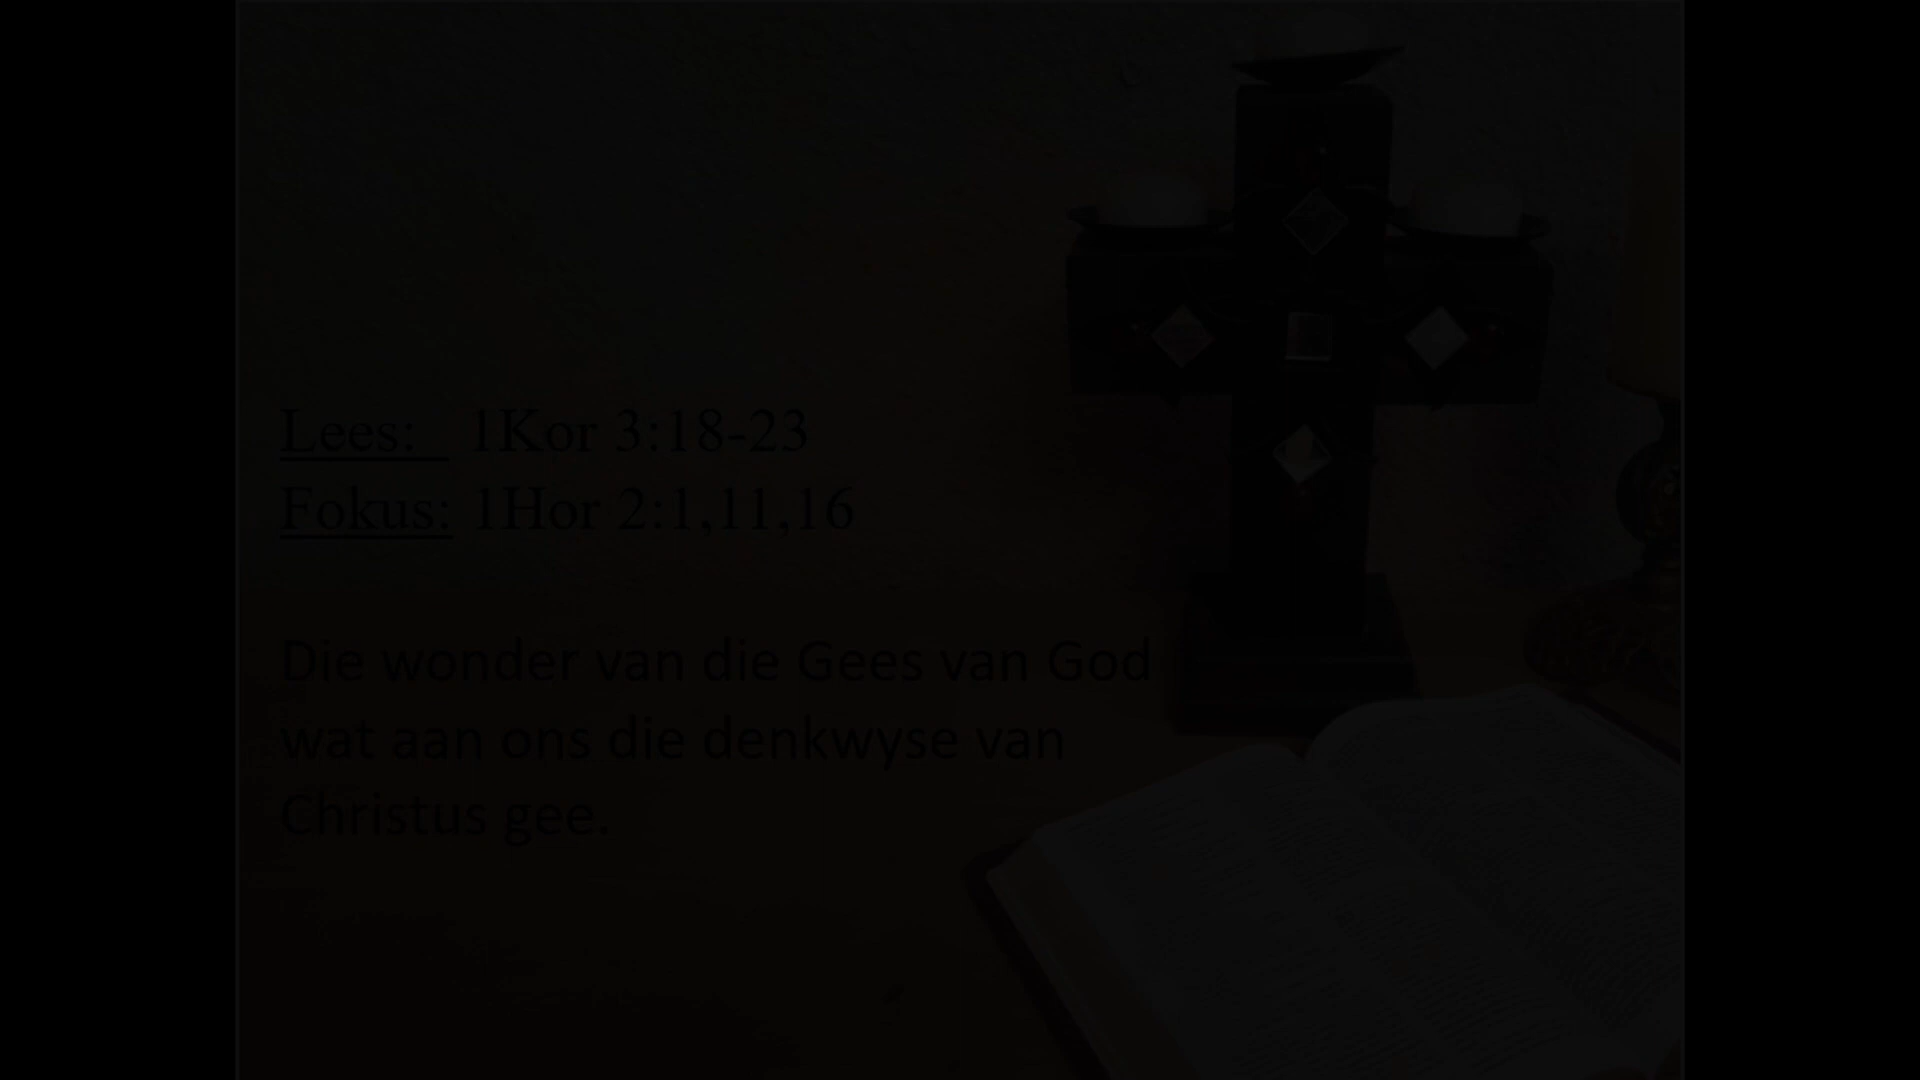 Lees: 1Kor 3:18-23
Fokus: 1Hor 2:1,11,16
Die wonder van die Gees van God
wat aan ons die denkwyse van
Christus gee.